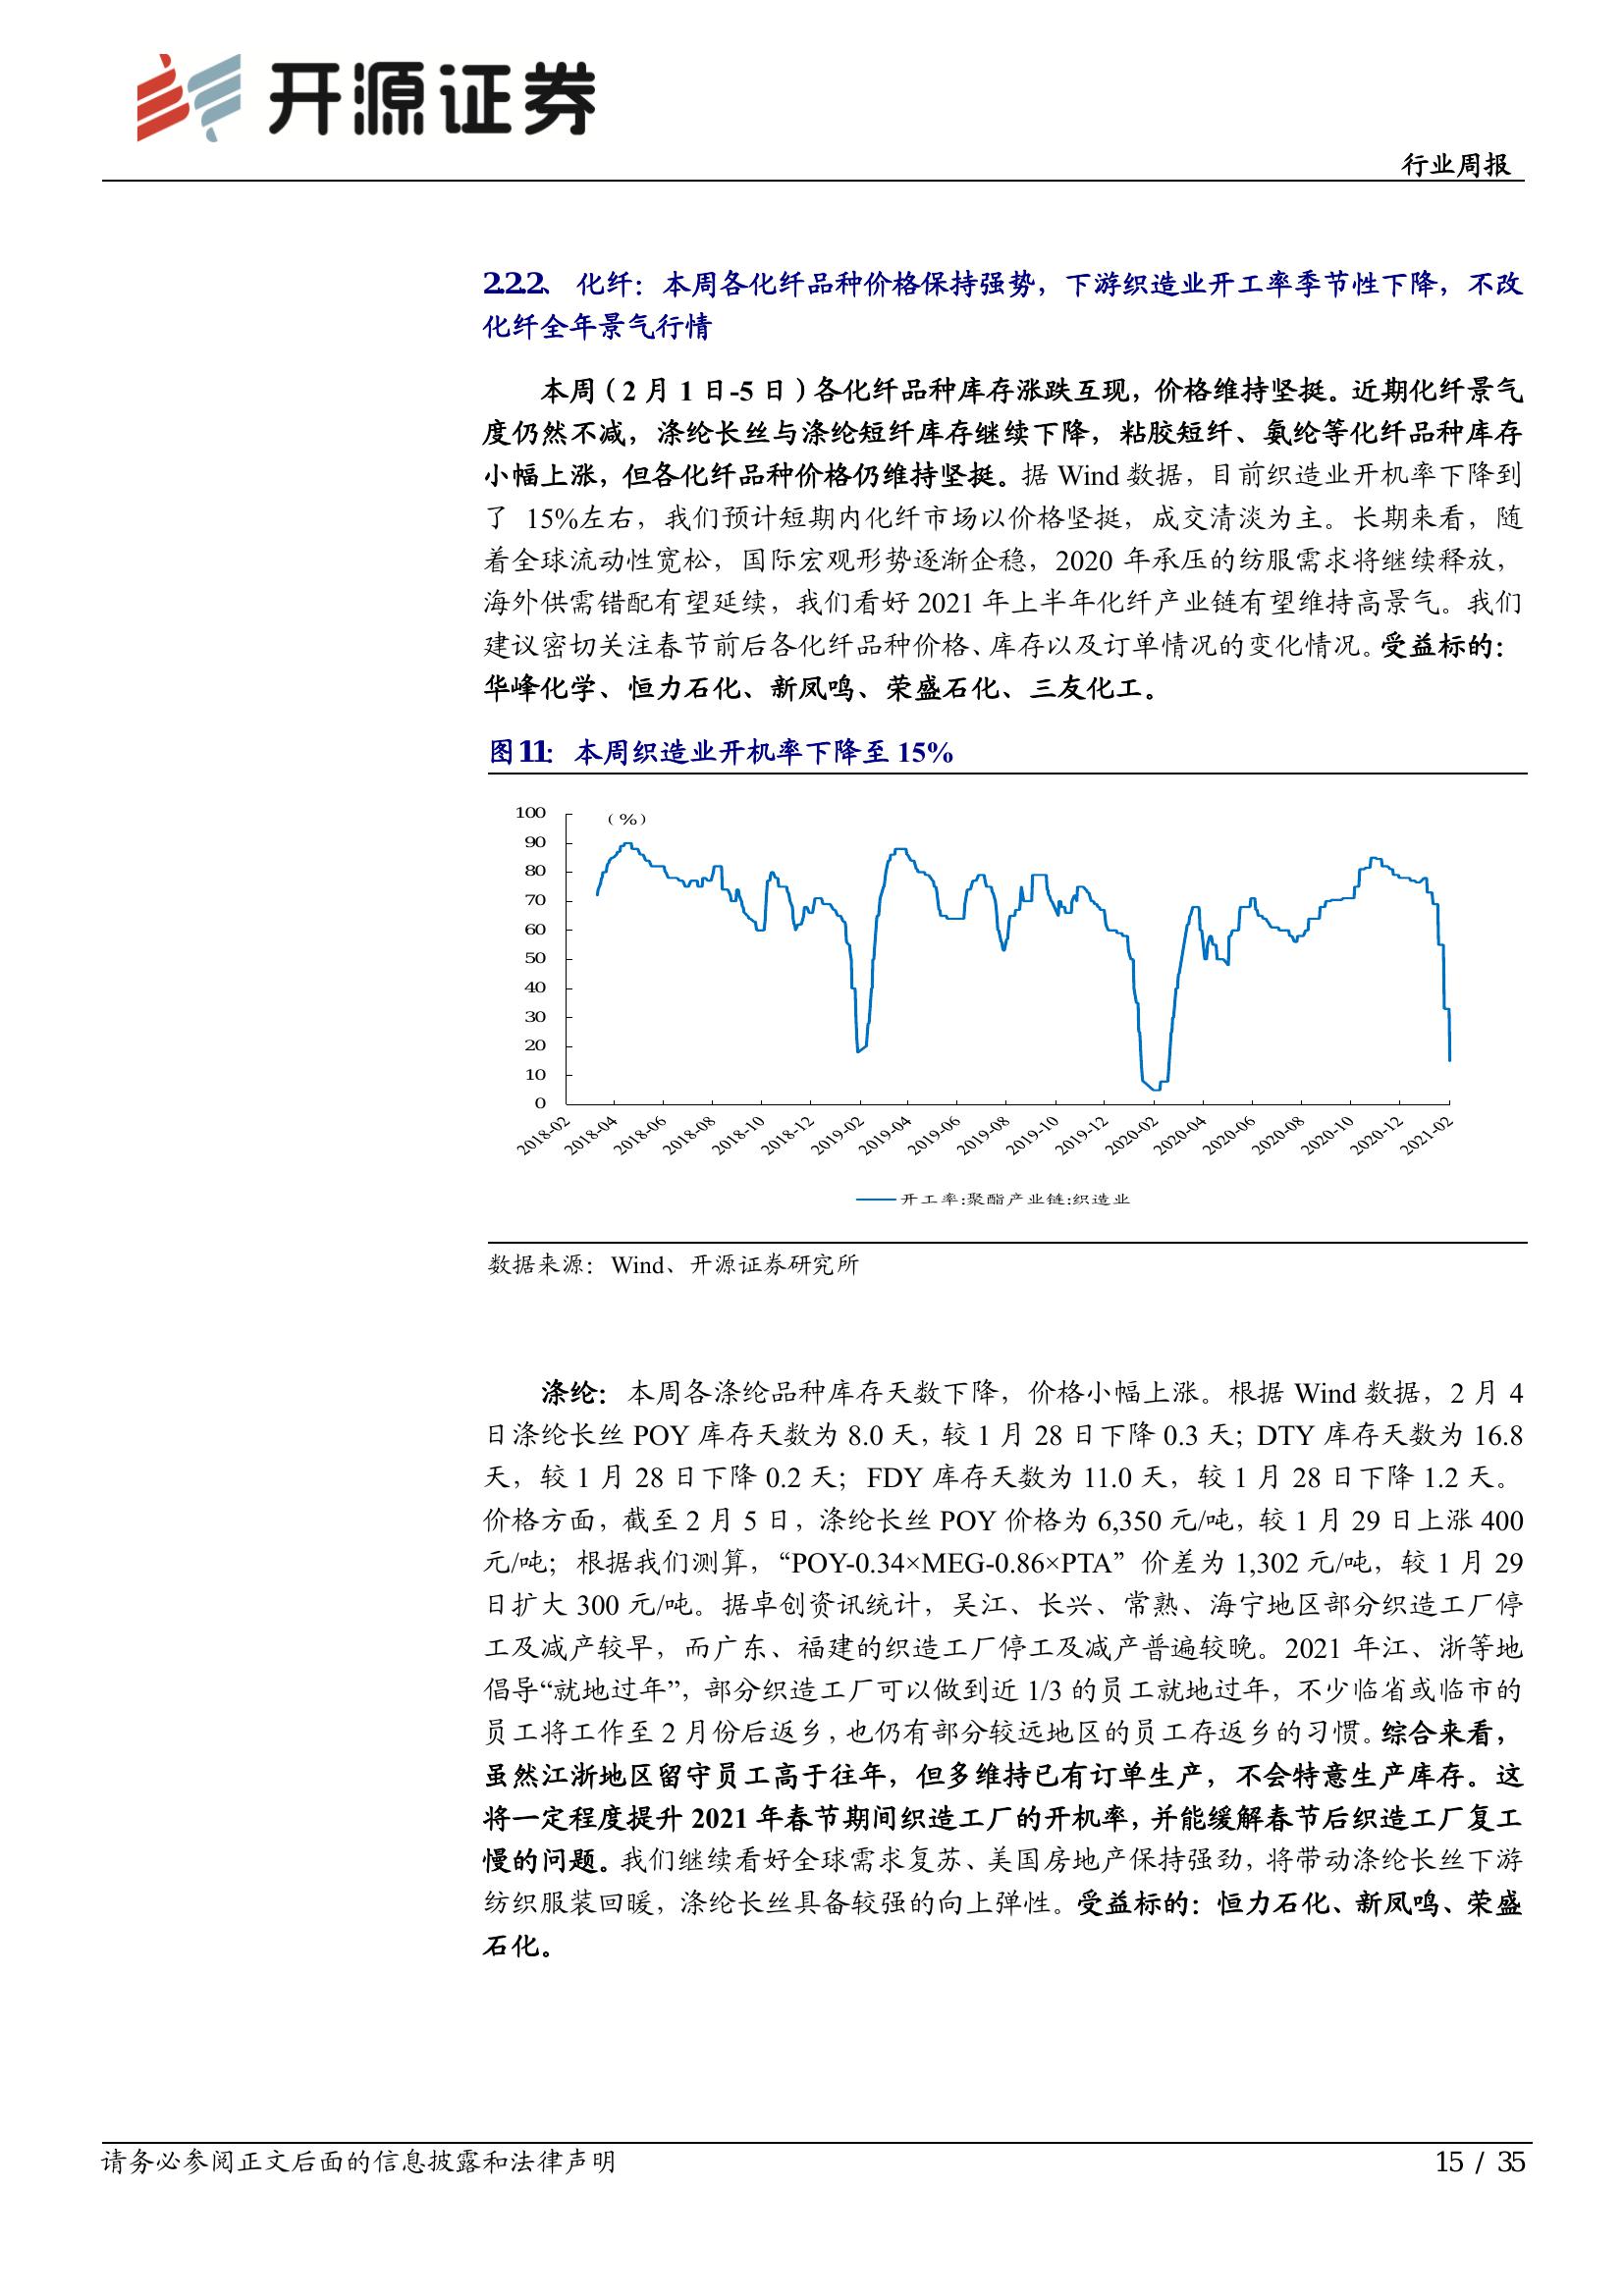 开源证券
行业周报
2.2.2、 化纤：本周各化纤品种价格保持强势，下游织造业开工率季节性下降，不改
化纤全年景气行情
本周（2 月 1 日-5 日）各化纤品种库存涨跌互现，价格维持坚挺。近期化纤景气
度仍然不减，涤纶长丝与涤纶短纤库存继续下降，粘胶短纤、氨纶等化纤品种库存
小幅上涨，但各化纤品种价格仍维持坚挺。据 Wind 数据，目前织造业开机率下降到
了 15%左右，我们预计短期内化纤市场以价格坚挺，成交清淡为主。长期来看，随
着全球流动性宽松，国际宏观形势逐渐企稳，2020 年承压的纺服需求将继续释放，
海外供需错配有望延续，我们看好 2021 年上半年化纤产业链有望维持高景气。我们
建议密切关注春节前后各化纤品种价格、库存以及订单情况的变化情况。受益标的：
华峰化学、恒力石化、新凤鸣、荣盛石化、三友化工。
图11： 本周织造业开机率下降至 15%
（%）
100
90
80
70
60
50
40
30
20
10
0
2018-02 2018-04 2018-06 2018-08 2018-10 2018-12 2019-02 2019-04 2019-06 2019-08 2019-10 2019-12 2020-02 2020-04 2020-06 2020-08 2020-10 2020-12 2021-02
开工率:聚酯产业链:织造业
数据来源：Wind、开源证券研究所
涤纶：本周各涤纶品种库存天数下降，价格小幅上涨。根据 Wind 数据，2 月 4
日涤纶长丝 POY 库存天数为 8.0 天，较 1 月 28 日下降 0.3 天；DTY 库存天数为 16.8
天，较 1 月 28 日下降 0.2 天；FDY 库存天数为 11.0 天，较 1 月 28 日下降 1.2 天。
价格方面，截至 2 月 5 日，涤纶长丝 POY 价格为 6,350 元/吨，较 1 月 29 日上涨 400
元/吨；根据我们测算，“POY-0.34×MEG-0.86×PTA”价差为 1,302 元/吨，较 1 月 29
日扩大 300 元/吨。据卓创资讯统计，吴江、长兴、常熟、海宁地区部分织造工厂停
工及减产较早，而广东、福建的织造工厂停工及减产普遍较晚。2021 年江、浙等地
倡导“就地过年”，部分织造工厂可以做到近 1/3 的员工就地过年，不少临省或临市的
员工将工作至 2 月份后返乡，也仍有部分较远地区的员工存返乡的习惯。综合来看，
虽然江浙地区留守员工高于往年，但多维持已有订单生产，不会特意生产库存。这
将一定程度提升 2021 年春节期间织造工厂的开机率，并能缓解春节后织造工厂复工
慢的问题。我们继续看好全球需求复苏、美国房地产保持强劲，将带动涤纶长丝下游
纺织服装回暖，涤纶长丝具备较强的向上弹性。受益标的：恒力石化、新凤鸣、荣盛
石化。
请务必参阅正文后面的信息披露和法律声明
15 / 35